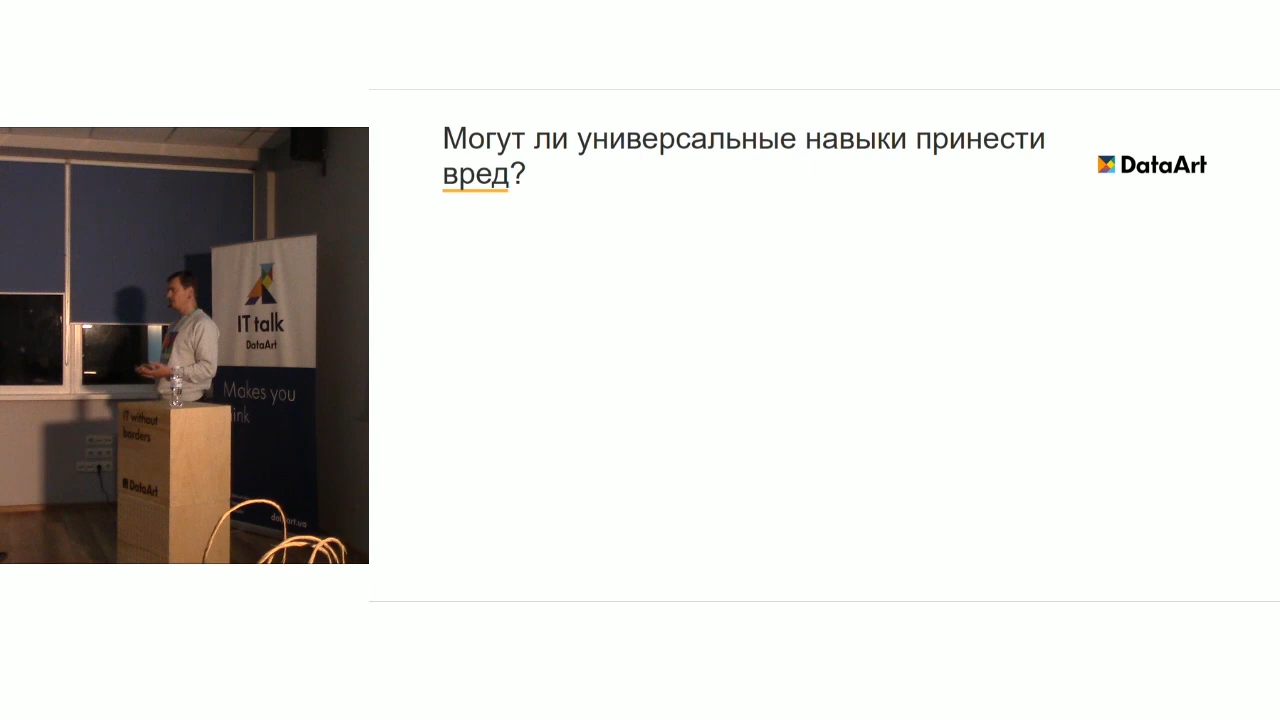 Могут ли универсальные навыки принести
вред?
DataArt
IT talk
DataArt
Makes you
IT without
borders
DataArt